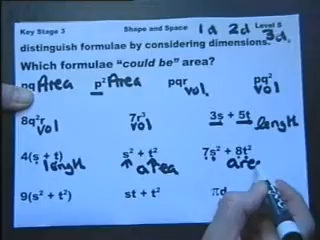 Key Stage 3 Shape and Space Level 8
1d 2d 3d
distinguish formulae by considering dimensions.
Which formulae “could be” area?
pq Area p² Area pqr vol. pq² vol
8q²r vol 7r³ vol 3s + 5t length
4(s + t) length s² + t² area 7s² + 8t² are
9(s² + t²) st + t² πd